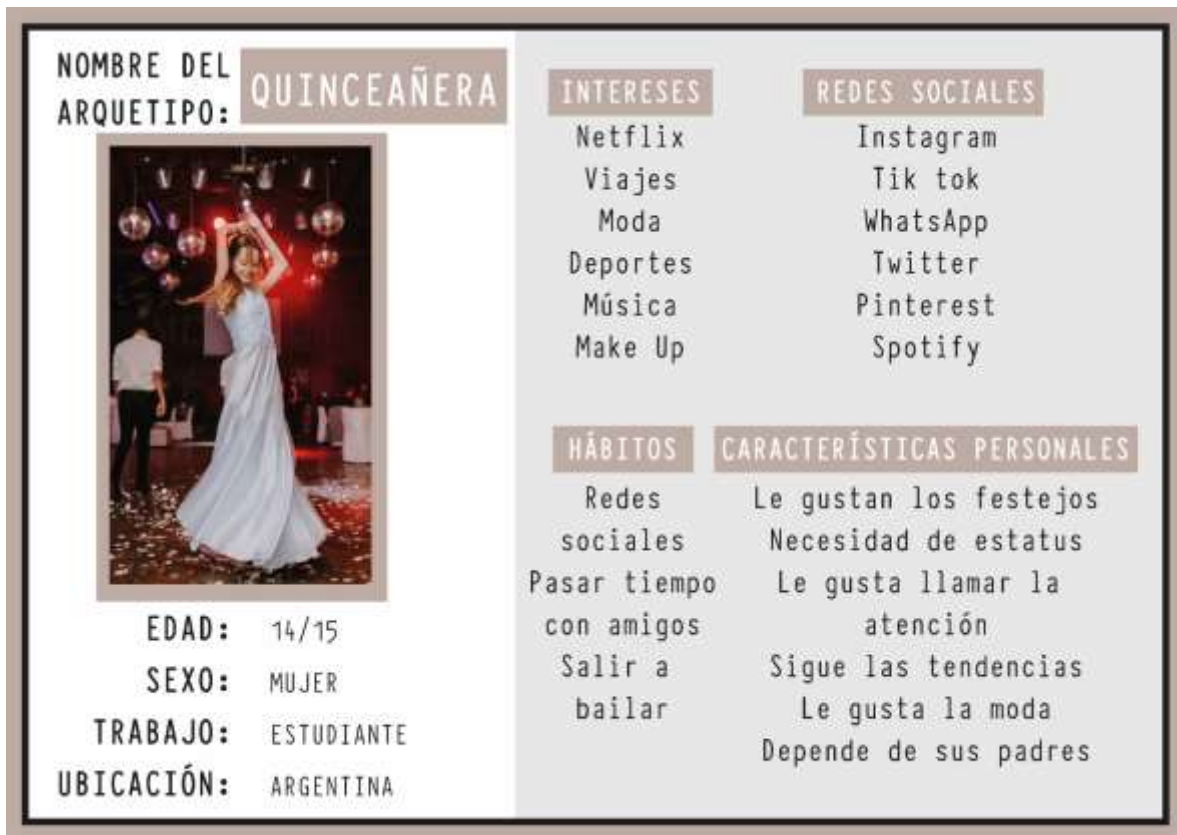 NOMBRE DEL
ARQUETIPO:
QUINCEAÑERA
EDAD: 14/15
SEXO: MUJER
TRABAJO: ESTUDIANTE
UBICACIÓN: ARGENTINA
INTERESES
Netflix
Viajes
Moda
Deportes
Música
Make Up
REDES SOCIALES
Instagram
Tik tok
WhatsApp
Twitter
Pinterest
Spotify
HÁBITOS
Redes
sociales
Pasar tiempo
con amigos
Salir a
bailar
CARACTERÍSTICAS PERSONALES
Le gustan los festejos
Necesidad de estatus
Le gusta llamar la
atención
Sigue las tendencias
Le gusta la moda
Depende de sus padres